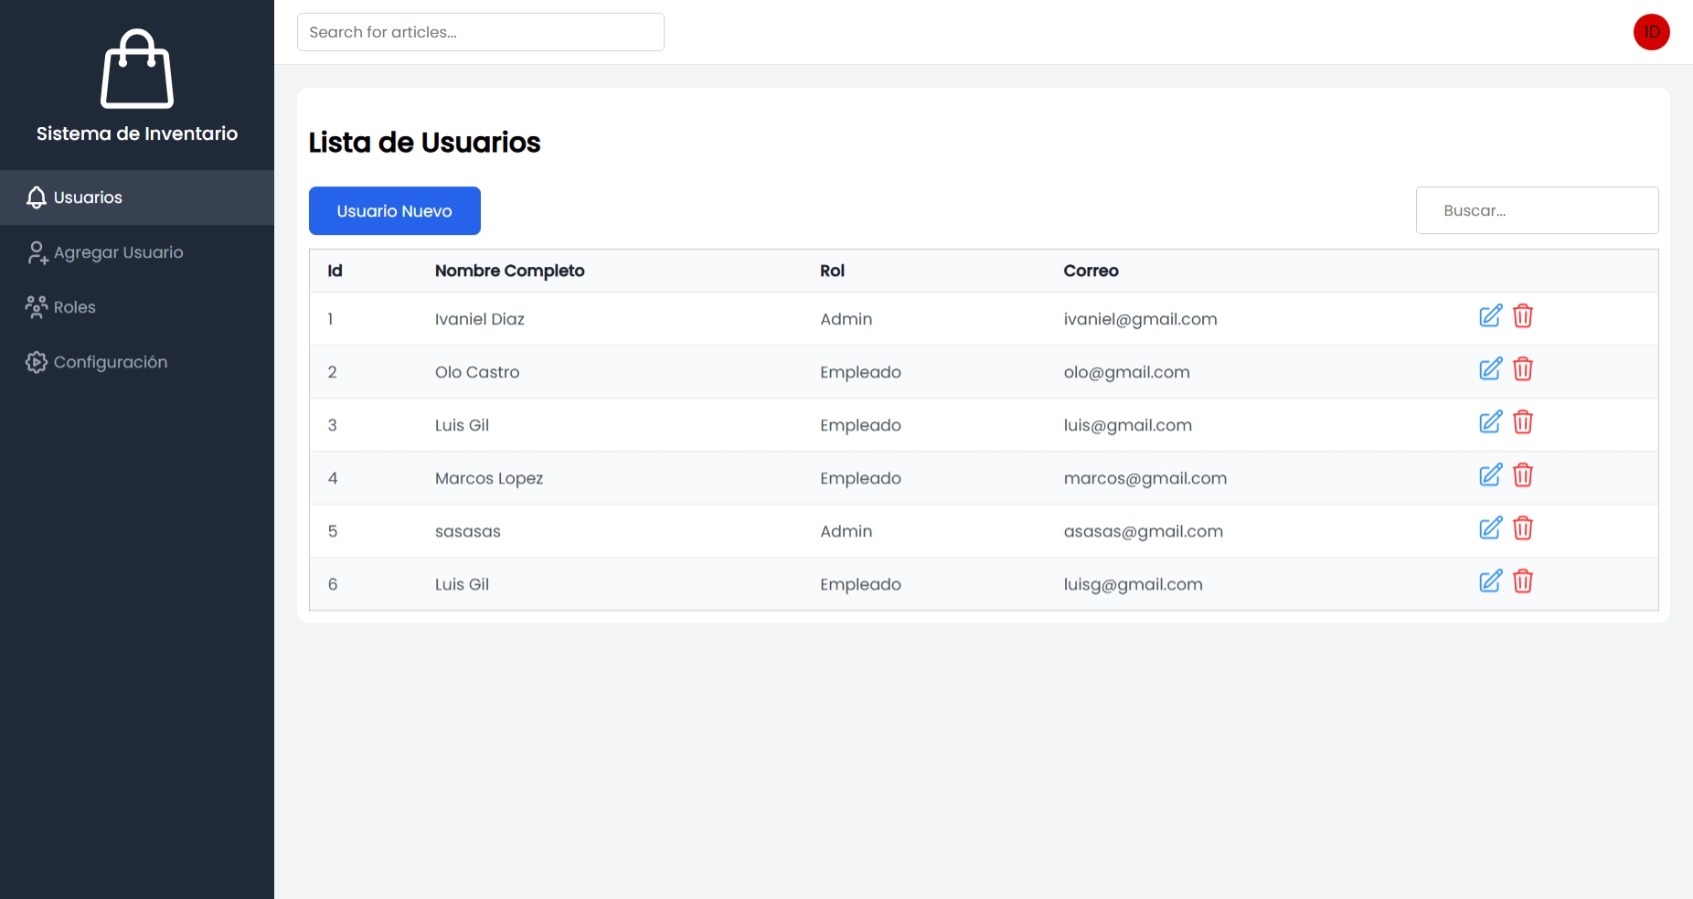 Sistema de Inventario
Usuarios
Agregar Usuario
Roles
Configuración
Search for articles...
ID
Lista de Usuarios
Usuario Nuevo
Buscar...
Id Nombre Completo Rol Correo
1 Ivaniel Diaz Admin ivaniel@gmail.com
2 Olo Castro Empleado olo@gmail.com
3 Luis Gil Empleado luis@gmail.com
4 Marcos Lopez Empleado marcos@gmail.com
5 sasasas Admin asasas@gmail.com
6 Luis Gil Empleado luisg@gmail.com